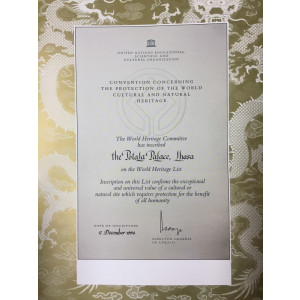 UNITED NATIONS EDUCATIONAL,
SCIENTIFIC AND
CULTURAL ORGANIZATION
CONVENTION CONCERNING
THE PROTECTION OF THE WORLD
CULTURAL AND NATURAL
HERITAGE
The World Heritage Committee
has inscribed
the Potala Palace, Lhasa
on the World Heritage List
Inscription on this List confirms the exceptional
and universal value of a cultural or
natural site which requires protection for the benefit
of all humanity
DATE OF INSCRIPTION
17 December 1994
DIRECTOR-GENERAL
OF UNESCO